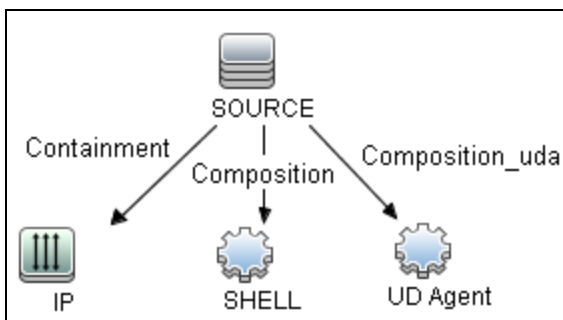 SOURCE
Containment
Composition
Composition_uda
IP
SHELL
UD Agent